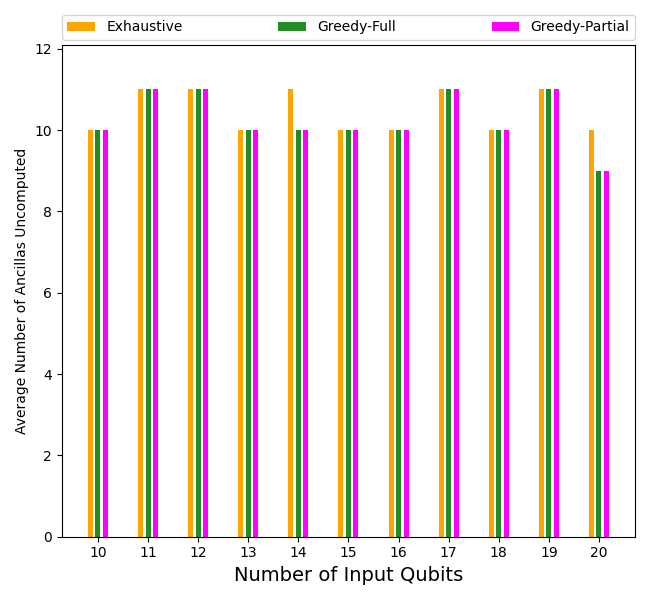 Exhaustive Greedy-Full Greedy-Partial
12
10
8
6
4
2
0
Average Number of Ancillas Uncomputed
10 11 12 13 14 15 16 17 18 19 20
Number of Input Qubits